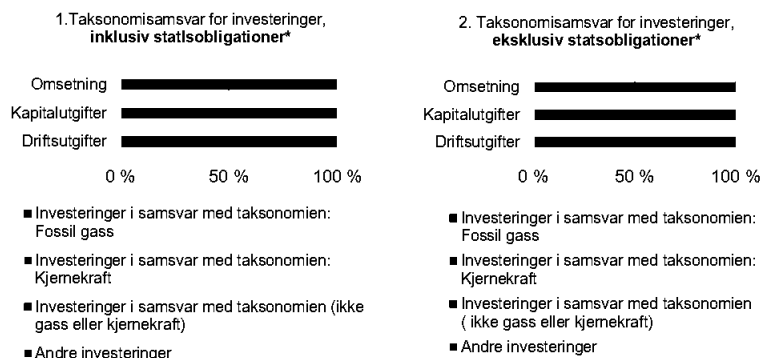 1.Taksonomisamsvar for investeringer,
inklusiv statlsobligationer*
Omsetning
Kapitalutgifter
Driftsutgifter
0 % 50 % 100 %
■ Investeringer i samsvar med taksonomien:
Fossil gass
■ Investeringer i samsvar med taksonomien:
Kjernekraft
■ Investeringer i samsvar med taksonomien (ikke
gass eller kjernekraft)
■ Andre investeringer
2. Taksonomisamsvar for investeringer,
eksklusiv statsobligationer*
Omsetning
Kapitalutgifter
Driftsutgifter
0 % 50 % 100 %
■ Investeringer i samsvar med taksonomien:
Fossil gass
■ Investeringer i samsvar med taksonomien:
Kjernekraft
■ Investeringer i samsvar med taksonomien
( ikke gass eller kjernekraft)
■ Andre investeringer